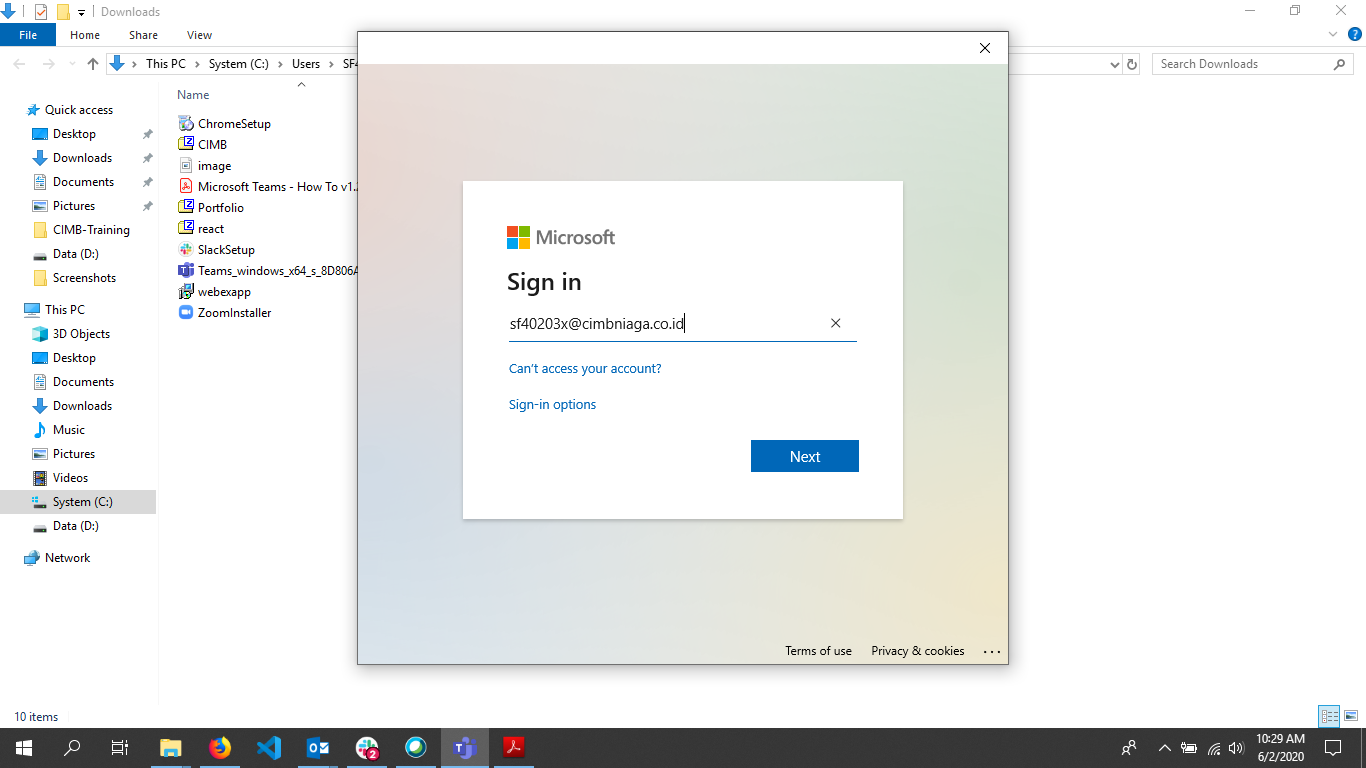 Downloads
File Home Share View
This PC System (C:) Users SF4
Search Downloads
Quick access
Desktop
Downloads
Documents
Pictures
CIMB-Training
Data (D:)
Screenshots
This PC
3D Objects
Desktop
Documents
Downloads
Music
Pictures
Videos
System (C:)
Data (D:)
Network
Name
ChromeSetup
CIMB
image
Microsoft Teams - How To v1.
Portfolio
react
SlackSetup
Teams_windows_x64_s_8D806A
webexapp
ZoomInstaller
Microsoft
Sign in
sf40203x@cimbniaga.co.id
Can't access your account?
Sign-in options
Next
Terms of use Privacy & cookies ...
10 items
2
10:29 AM
6/2/2020